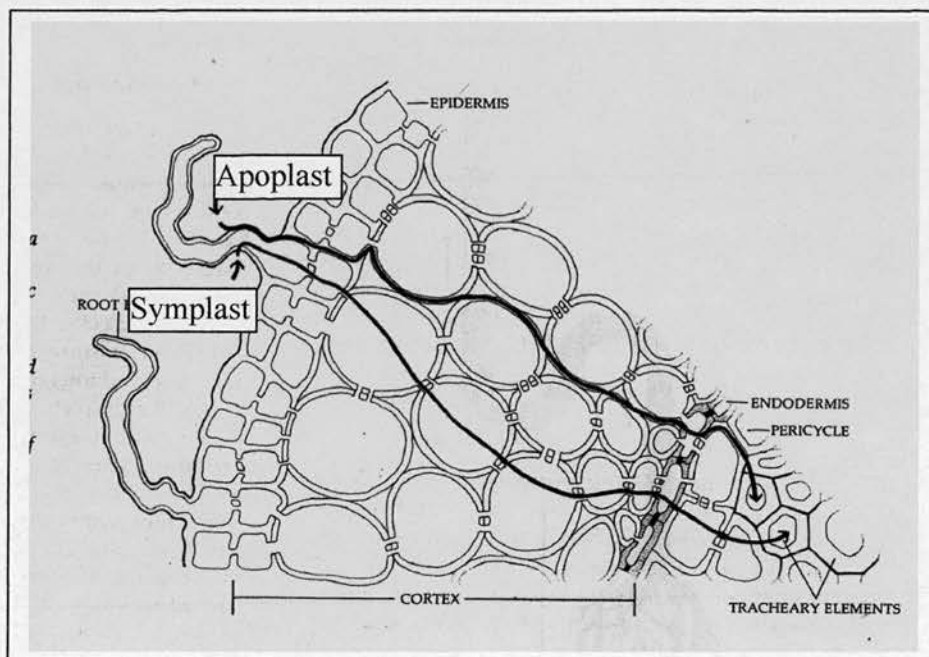 EPIDERMIS
Apoplast
a
c
ROOT
Symplast
d
f
ENDODERMIS
PERICYCLE
CORTEX
TRACHEARY ELEMENTS